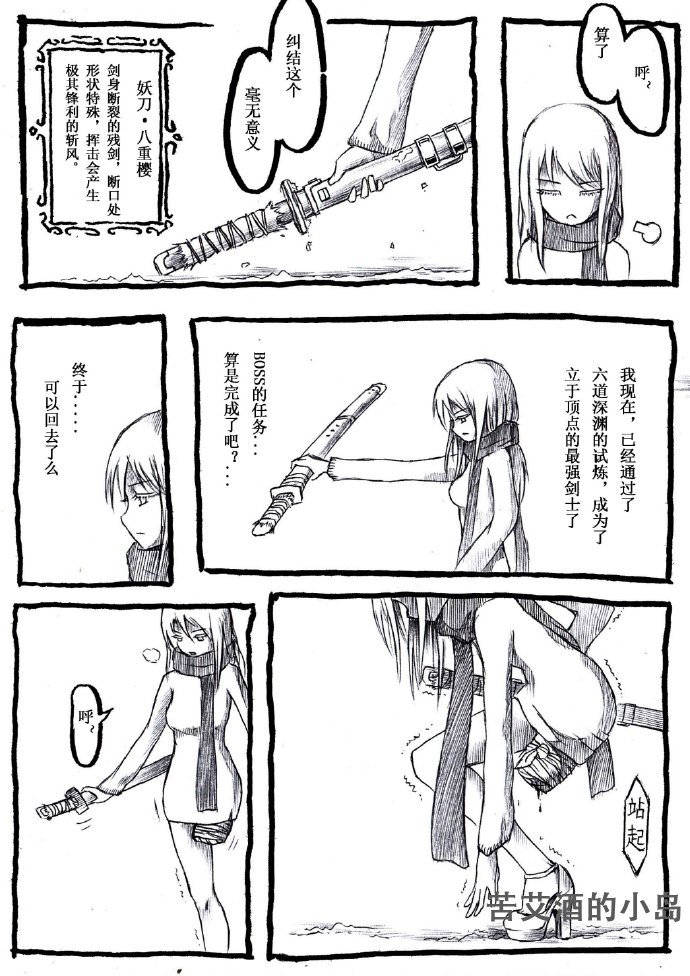 呼~
算了
纠结这个
毫无意义
妖刀·八重樱
剑身断裂的残剑,断口处
形状特殊,挥击会产生
极其锋利的斩风。
我现在,已经通过了
六道深渊的试炼,成为了
立于顶点的最强剑士了
BOSS的任务...
算是完成了吧?...
终于.....
可以回去了么
站起
呼~
苦艾酒的小岛